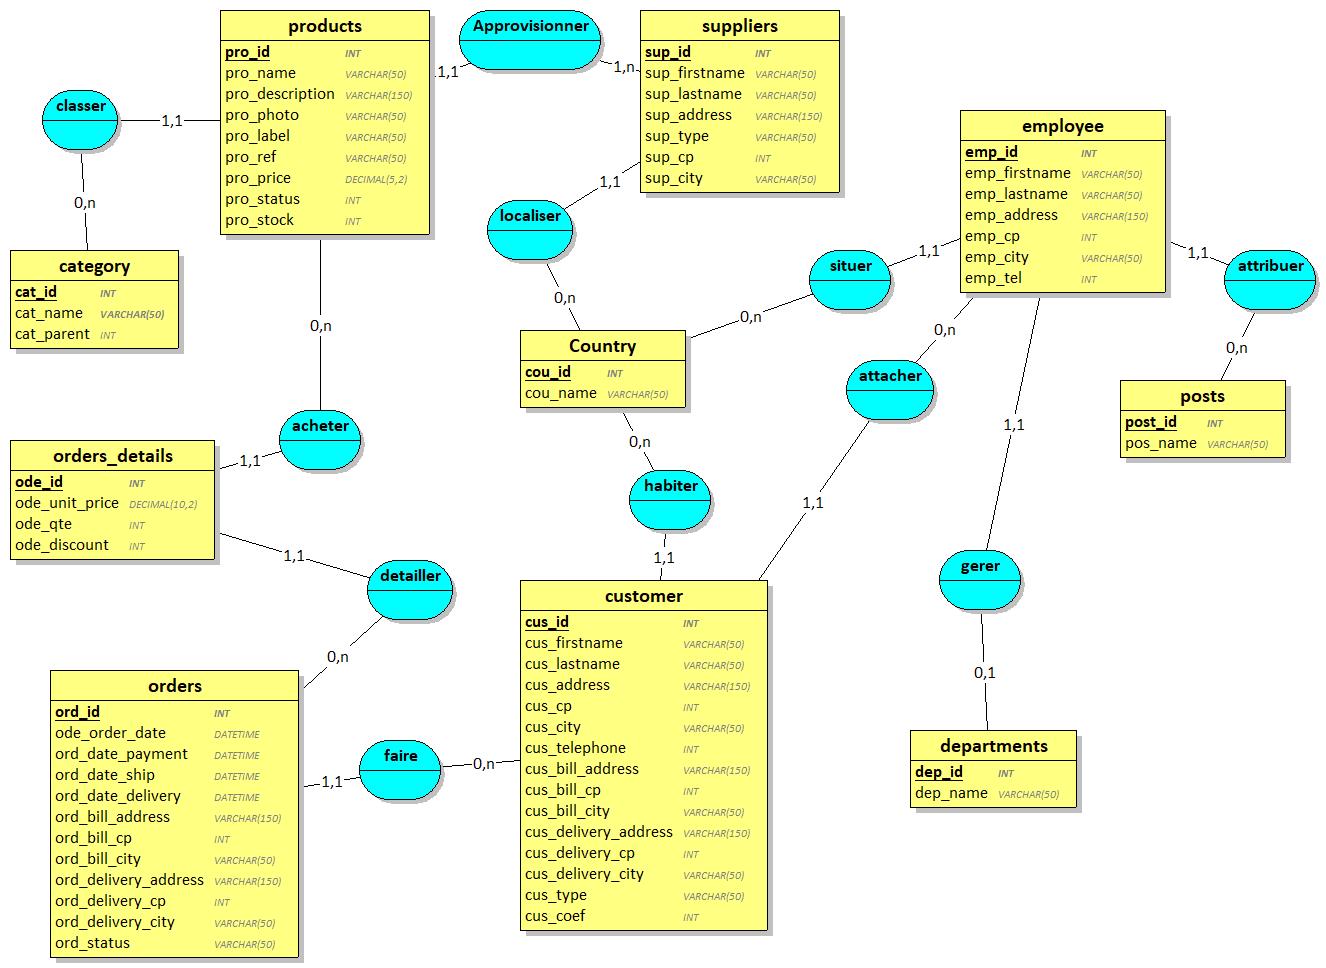 products
pro_id INT
pro_name VARCHAR(50)
pro_description VARCHAR(150)
pro_photo VARCHAR(50)
pro_label VARCHAR(50)
pro_ref VARCHAR(50)
pro_price DECIMAL(5,2)
pro_status INT
pro_stock INT
1,1
Approvisionner
1,n
suppliers
sup_id INT
sup_firstname VARCHAR(50)
sup_lastname VARCHAR(50)
sup_address VARCHAR(150)
sup_type VARCHAR(50)
sup_cp INT
sup_city VARCHAR(50)
classer
1,1
0,n
category
cat_id INT
cat_name VARCHAR(50)
cat_parent INT
1,1
localiser
0,n
employee
emp_id INT
emp_firstname VARCHAR(50)
emp_lastname VARCHAR(50)
emp_address VARCHAR(150)
emp_cp INT
emp_city VARCHAR(50)
emp_tel INT
1,1
situer
0,n
1,1
attribuer
0,n
posts
post_id INT
pos_name VARCHAR(50)
Country
cou_id INT
cou_name VARCHAR(50)
0,n
attacher
1,1
0,n
acheter
1,1
orders_details
ode_id INT
ode_unit_price DECIMAL(10,2)
ode_qte INT
ode_discount INT
0,n
habiter
1,1
1,1
gerer
0,1
departments
dep_id INT
dep_name VARCHAR(50)
1,1
detailler
0,n
orders
ord_id INT
ode_order_date DATETIME
ord_date_payment DATETIME
ord_date_ship DATETIME
ord_date_delivery DATETIME
ord_bill_address VARCHAR(150)
ord_bill_cp INT
ord_bill_city VARCHAR(50)
ord_delivery_address VARCHAR(150)
ord_delivery_cp INT
ord_delivery_city VARCHAR(50)
ord_status VARCHAR(50)
1,1
faire
0,n
customer
cus_id INT
cus_firstname VARCHAR(50)
cus_lastname VARCHAR(50)
cus_address VARCHAR(150)
cus_cp INT
cus_city VARCHAR(50)
cus_telephone INT
cus_bill_address VARCHAR(150)
cus_bill_cp INT
cus_bill_city VARCHAR(50)
cus_delivery_address VARCHAR(150)
cus_delivery_cp INT
cus_delivery_city VARCHAR(50)
cus_type VARCHAR(50)
cus_coef INT